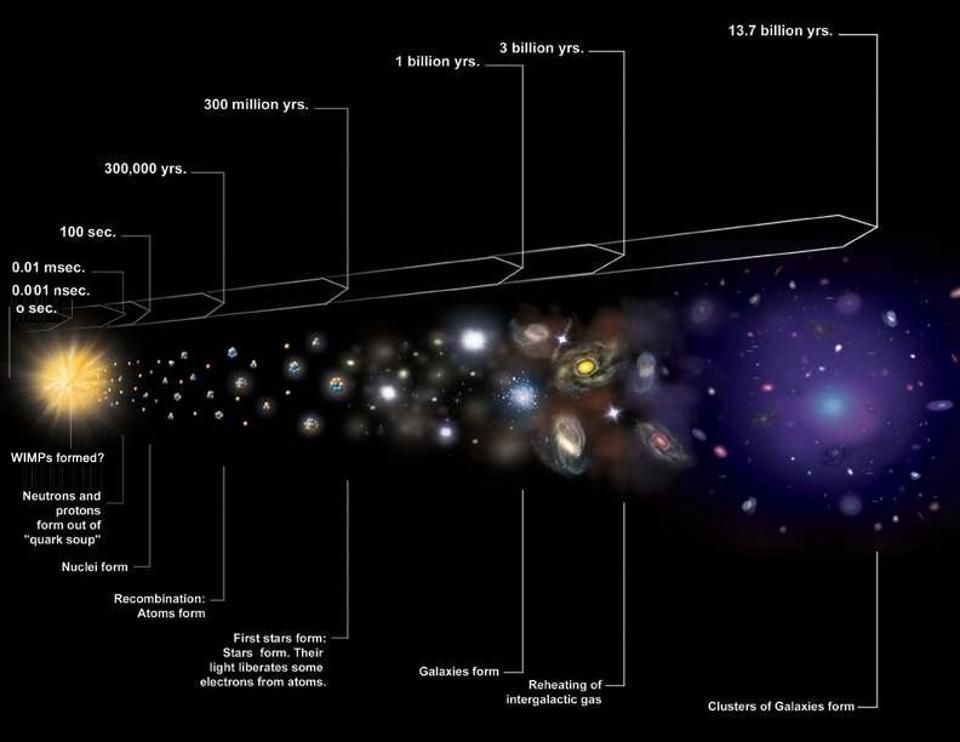 13.7 billion yrs.
3 billion yrs.
1 billion yrs.
300 million yrs.
300,000 yrs.
100 sec.
0.01 msec.
0.001 nsec.
o sec.
WIMPs formed?
Neutrons and
protons
form out of
"quark soup"
Nuclei form
Recombination:
Atoms form
First stars form:
Stars form. Their
light liberates some
electrons from atoms.
Galaxies form
Reheating of
intergalactic gas
Clusters of Galaxies form